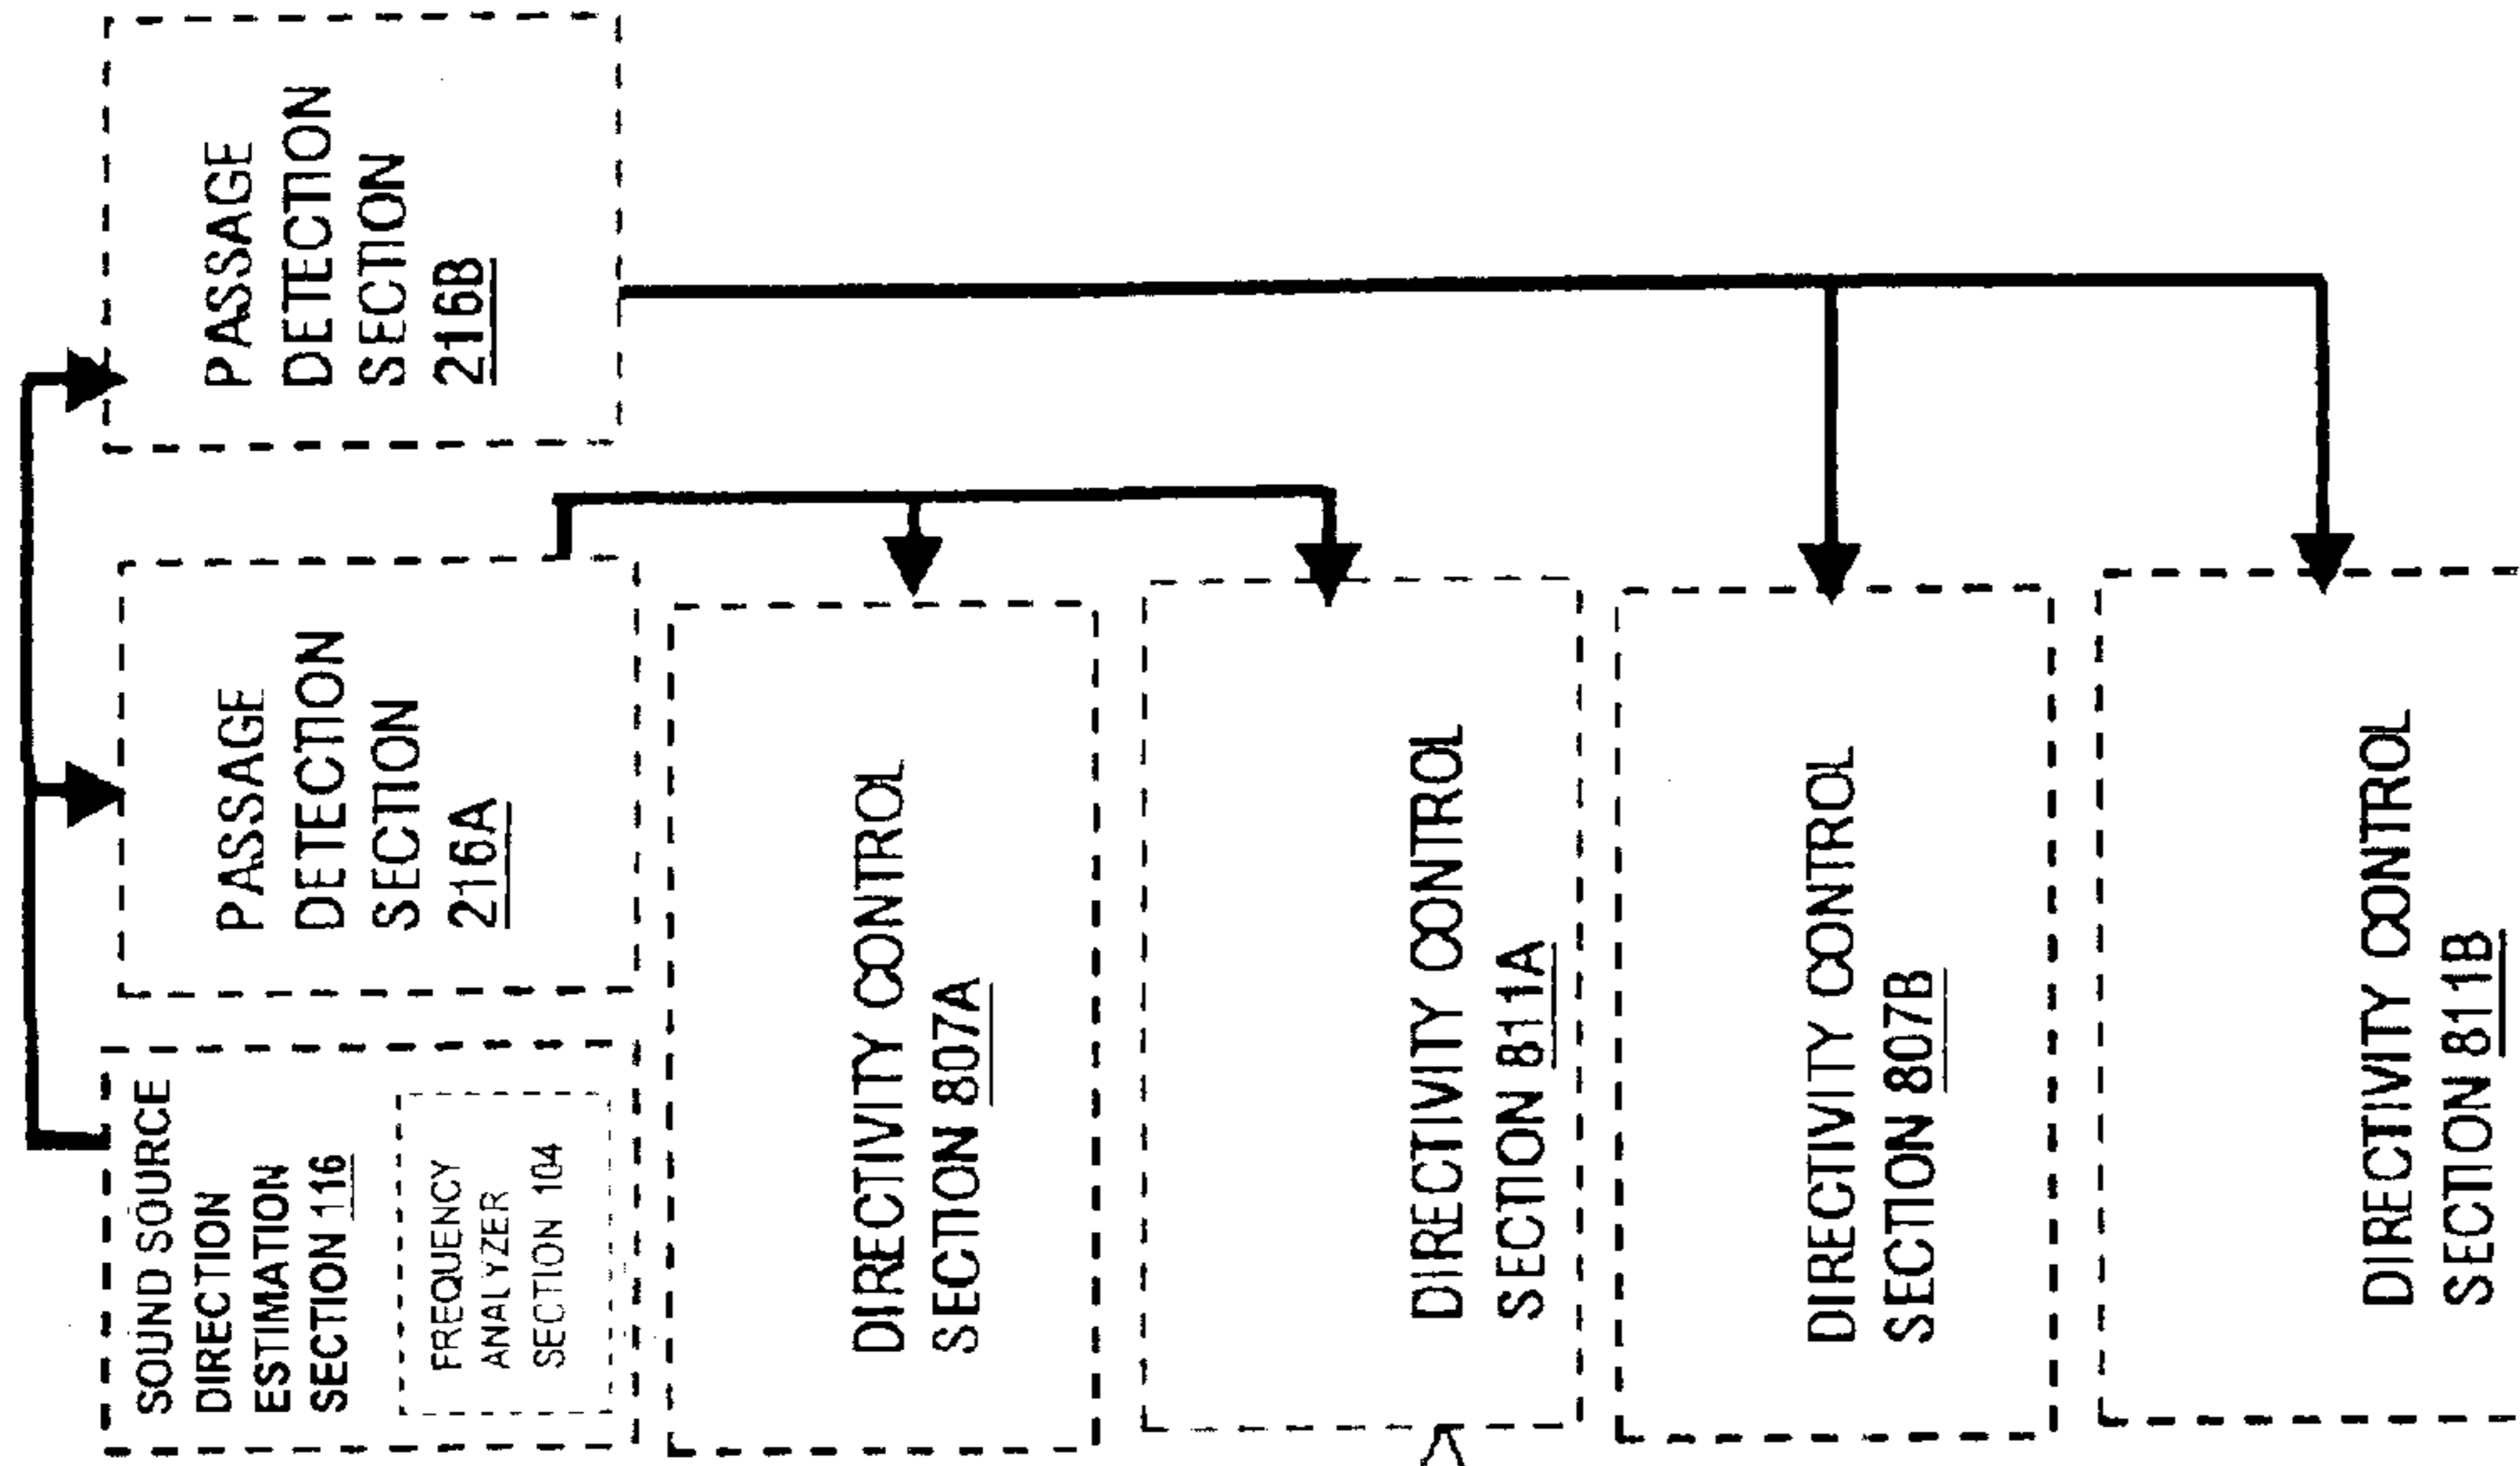 SOUND SOURCE
DIRECTION
ESTIMATION
SECTION 116
FREQUENCY
ANALYZER
SECTION 104
PASSAGE
DETECTION
SECTION
216A
PASSAGE
DETECTION
SECTION
216B
DIRECTIVITY CONTROL
SECTION 807A
DIRECTIVITY CONTROL
SECTION 811A
DIRECTIVITY CONTROL
SECTION 807B
DIRECTIVITY CONTROL
SECTION 811B